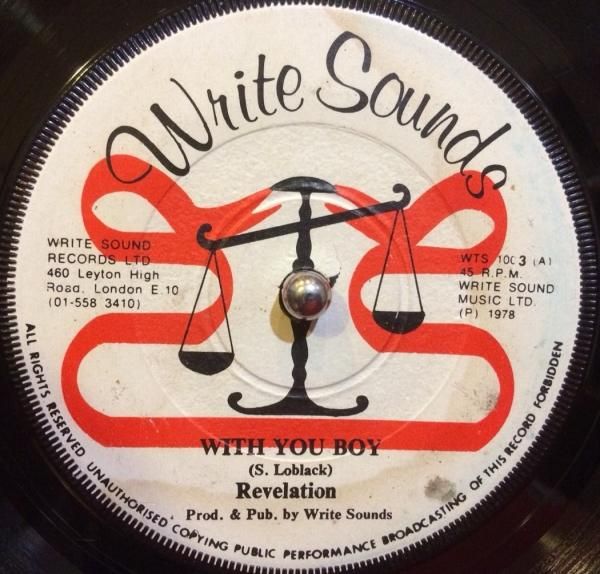 Write Sounds
WRITE SOUND
RECORDS LTD
460 Leyton High
Road. London E.10
(01-558 3410)
WTS 1003 (A)
45 R.P.M.
WRITE SOUND
MUSIC LTD.
(P) 1978
WITH YOU BOY
(S. Loblack)
Revelation
Prod. & Pub. by Write Sounds
ALL RIGHTS RESERVED UNAUTHORISED COPYING PUBLIC PERFORMANCE BROADCASTING OF THIS RECORD FORBIDDEN